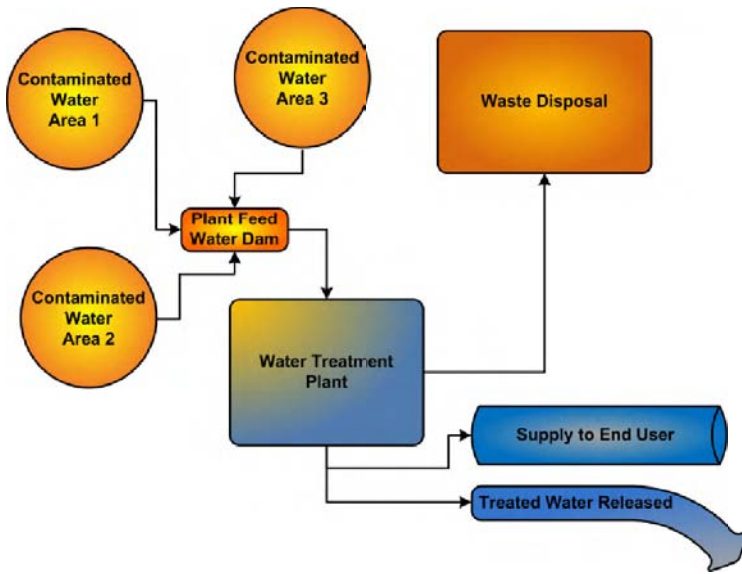 Contaminated
Water
Area 1
Contaminated
Water
Area 3
Waste Disposal
Plant Feed
Water Dam
Contaminated
Water
Area 2
Water Treatment
Plant
Supply to End User
Treated Water Released